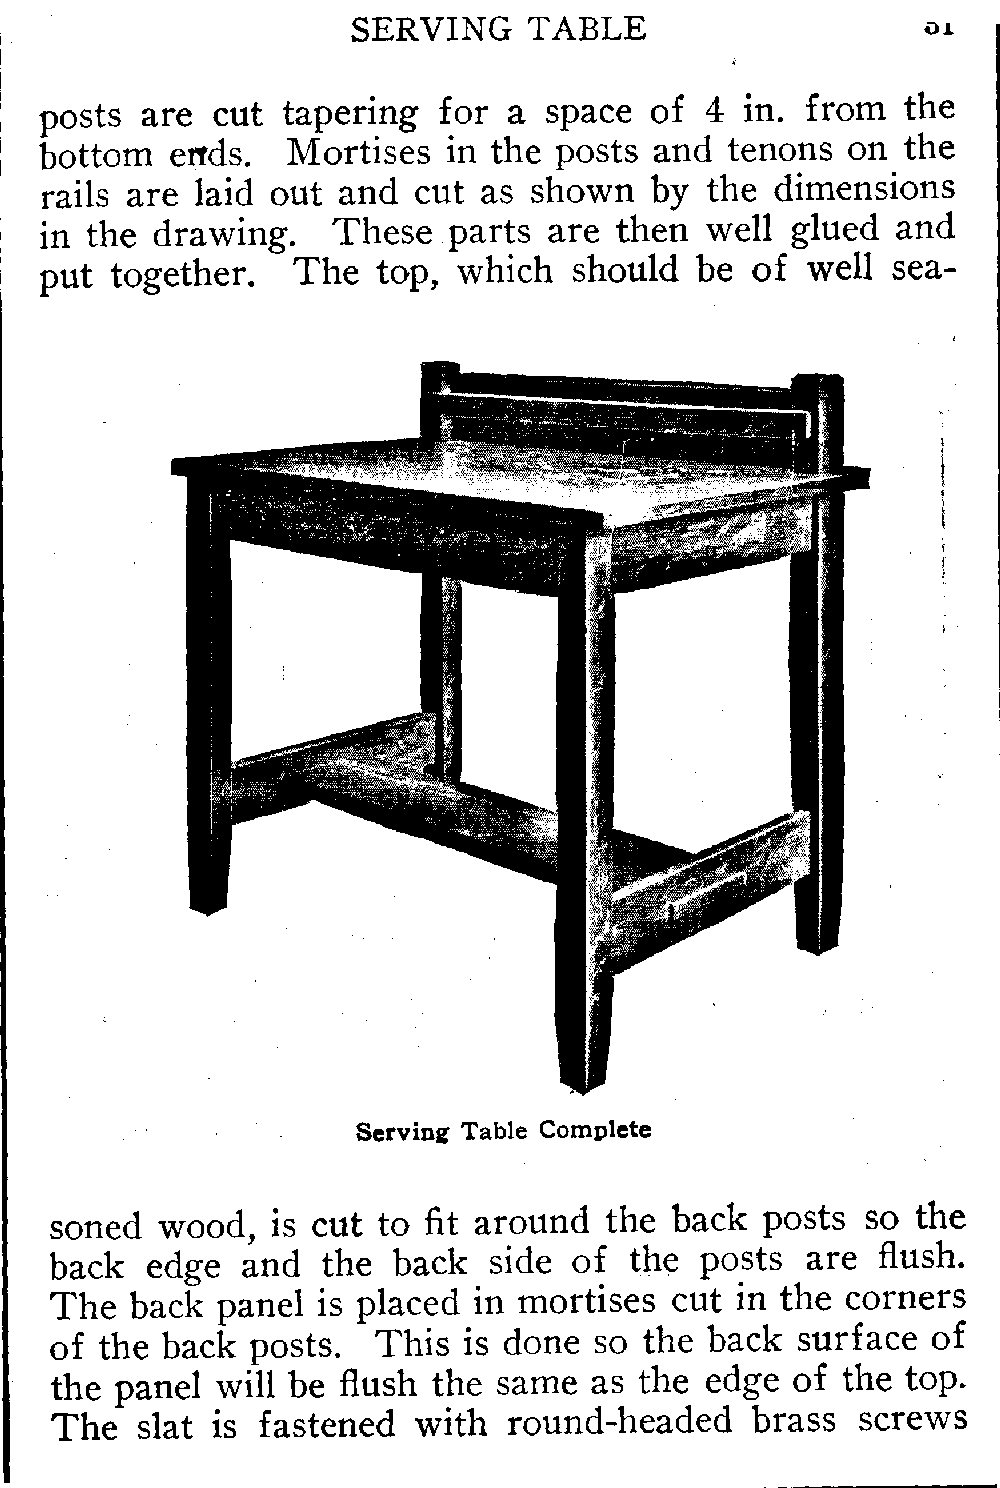 SERVING TABLE
posts are cut tapering for a space of 4 in. from the
bottom ends. Mortises in the posts and tenons on the
rails are laid out and cut as shown by the dimensions
in the drawing. These parts are then well glued and
put together. The top, which should be of well sea-
Serving Table Complete
soned wood, is cut to fit around the back posts so the
back edge and the back side of the posts are flush.
The back panel is placed in mortises cut in the corners
of the back posts. This is done so the back surface of
the panel will be flush the same as the edge of the top.
The slat is fastened with round-headed brass screws